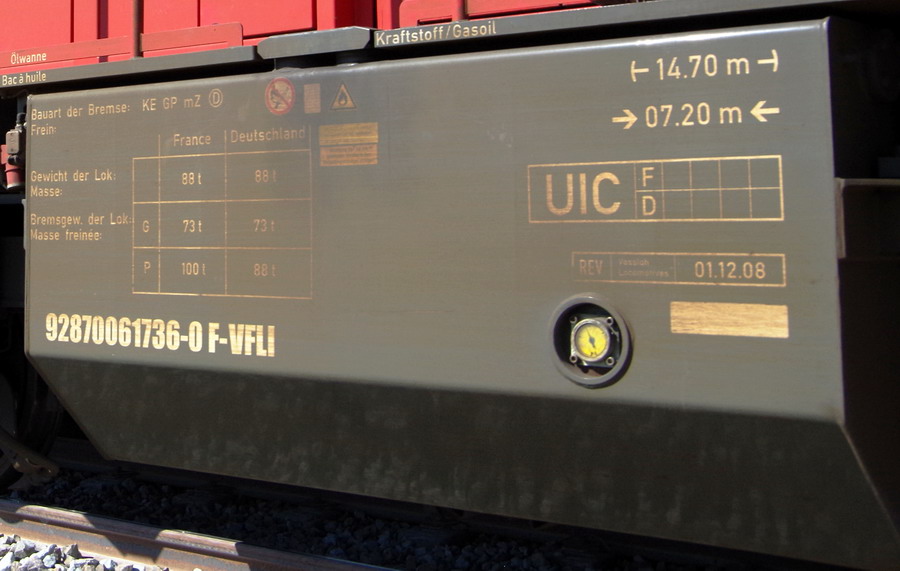 Kraftstoff/Gasoil
Ölwanne
Bac à huile
Bauart der Bremse: KE GP mZ D
Frein:
14.70 m
07.20 m
France Deutschland
Gewicht der Lok: 88 t 88 t
Masse:
Bremsgew. der Lok: G 73 t 73 t
Masse freinée:
P 100 t 88 t
UIC F
D
REV Vossloh Locomotives 01.12.08
92870061736-0 F-VFLI